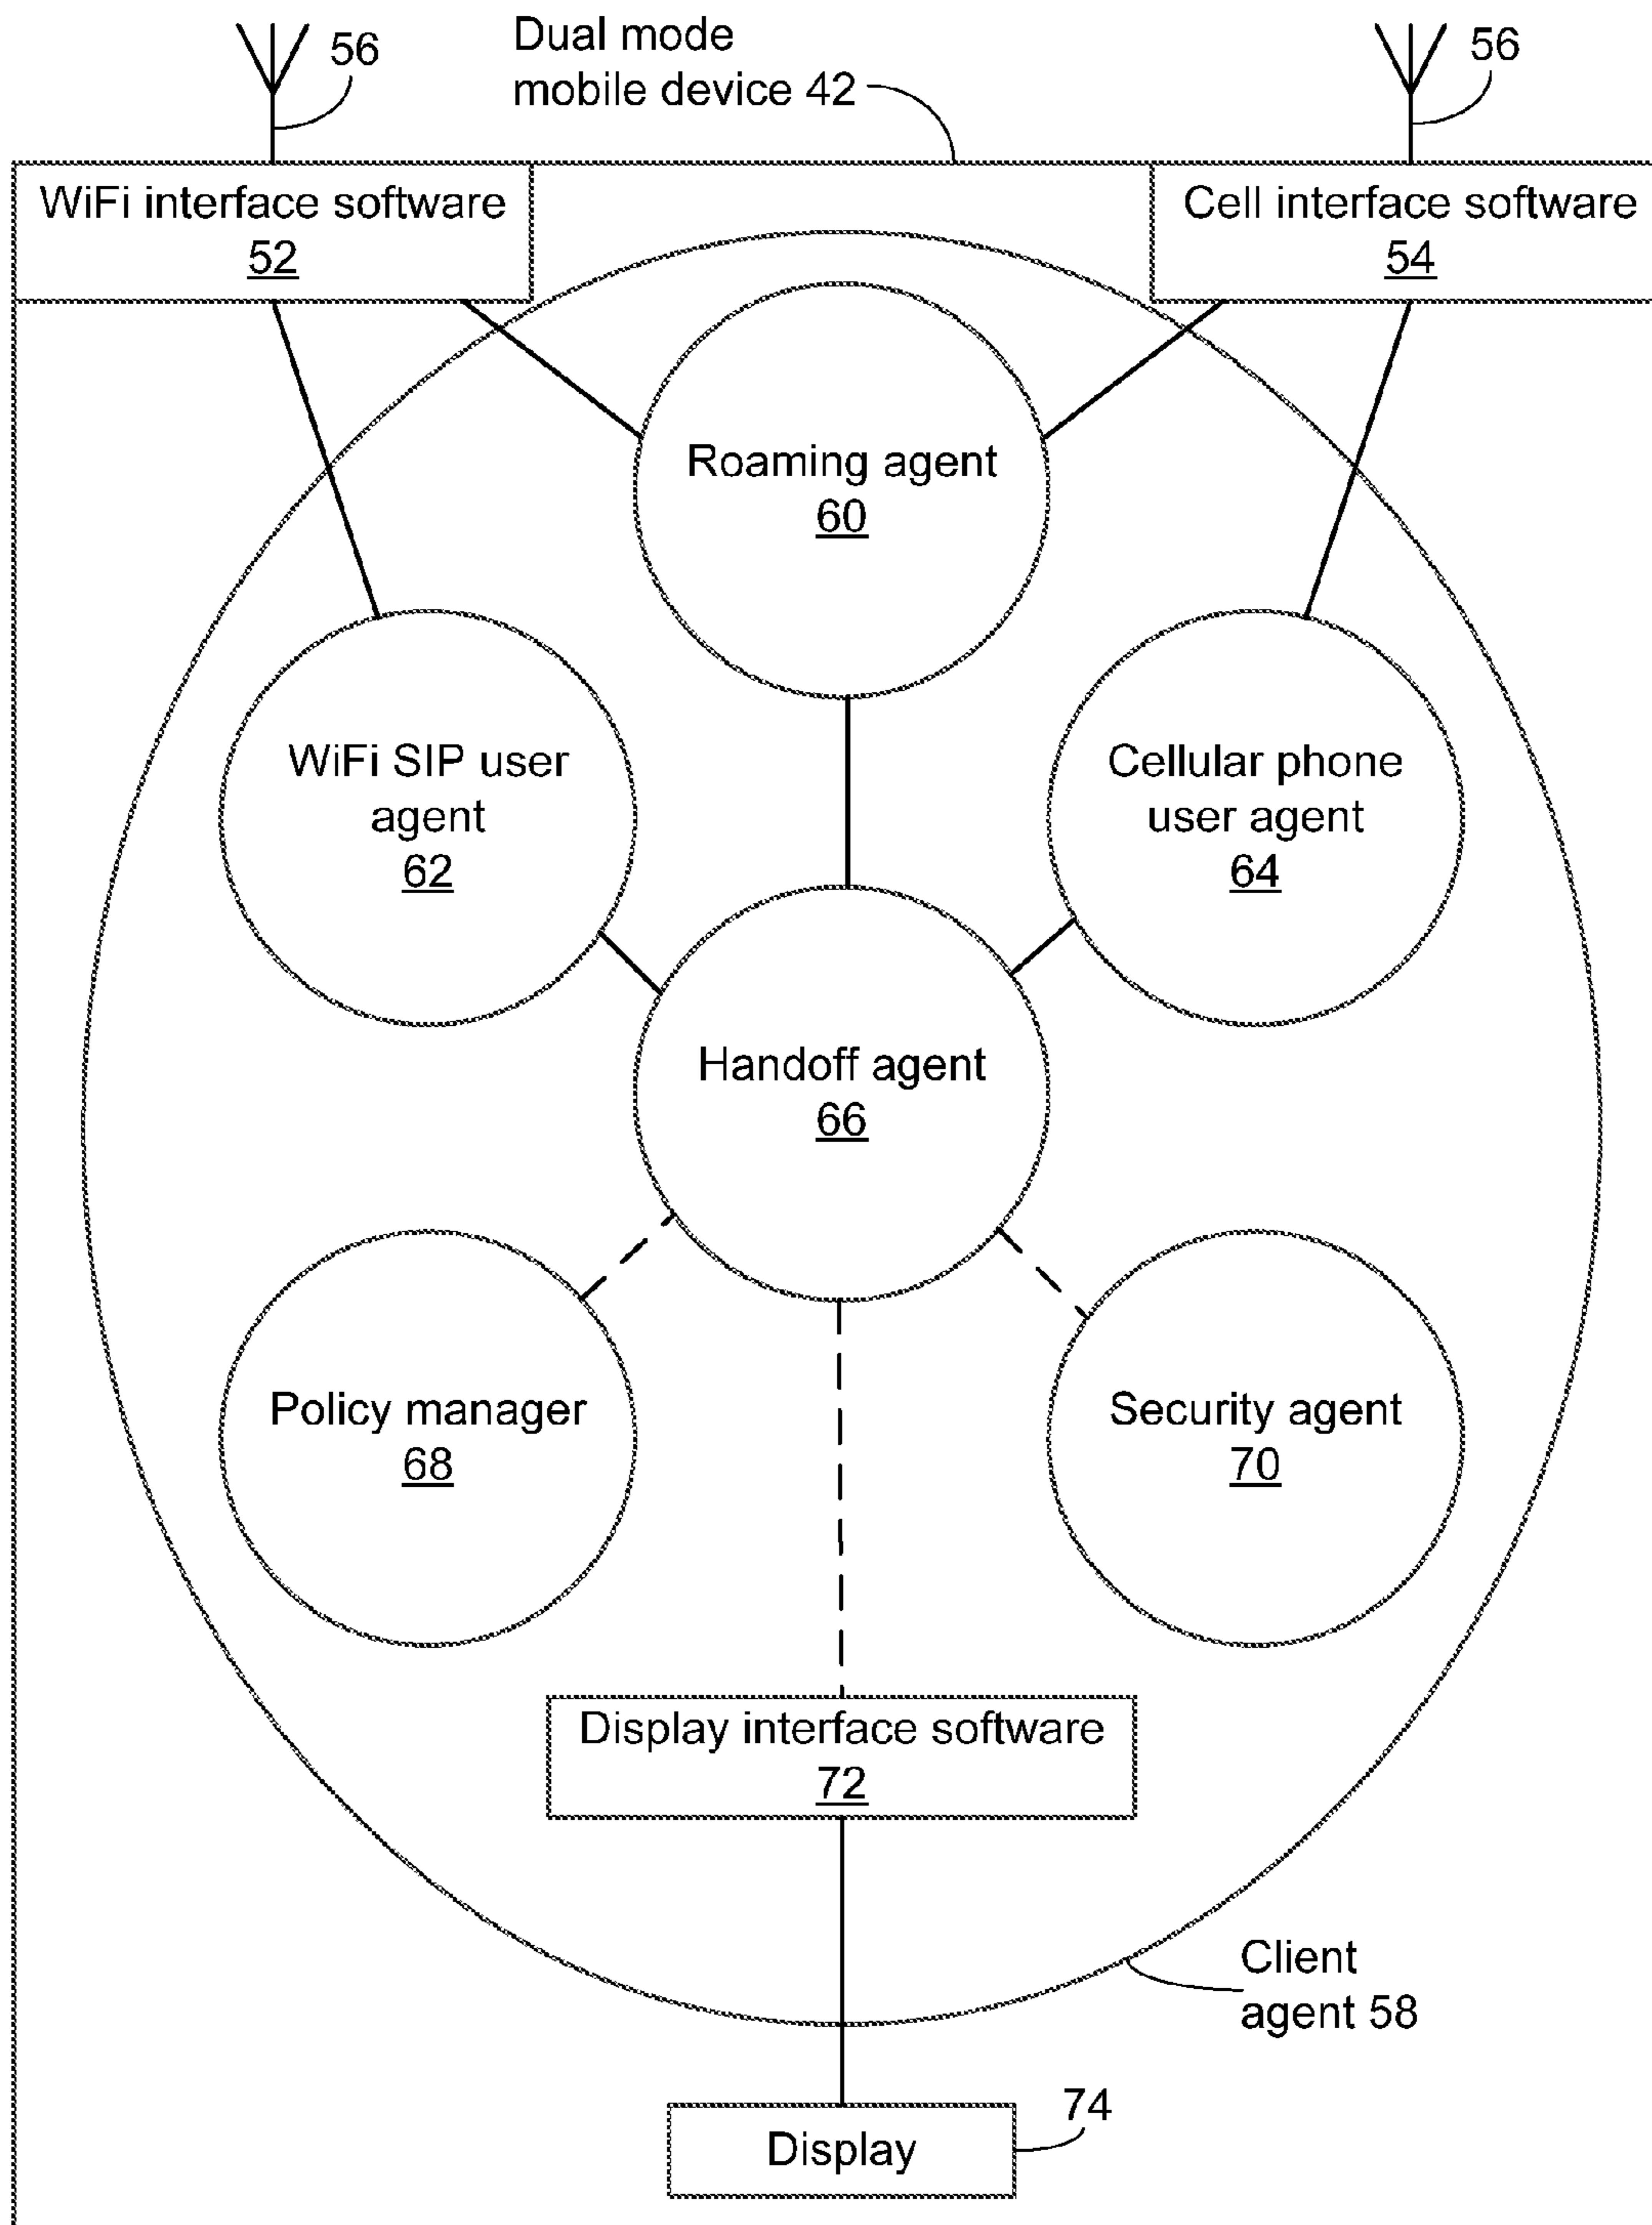 56
Dual mode
mobile device 42
56
WiFi interface software
52
Cell interface software
54
Roaming agent
60
WiFi SIP user
agent
62
Cellular phone
user agent
64
Handoff agent
66
Policy manager
68
Security agent
70
Display interface software
72
Client
agent 58
74
Display